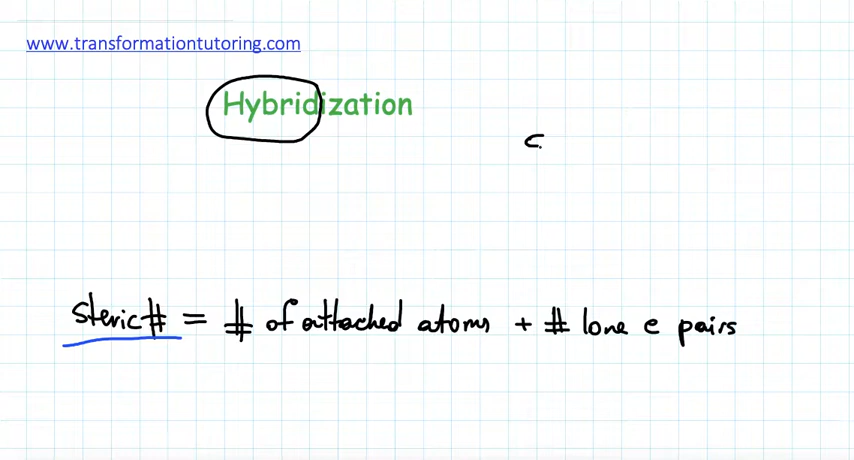 www.transformationtutoring.com
Hybridization
C
Steric# = # of attached atoms + # lone e pairs